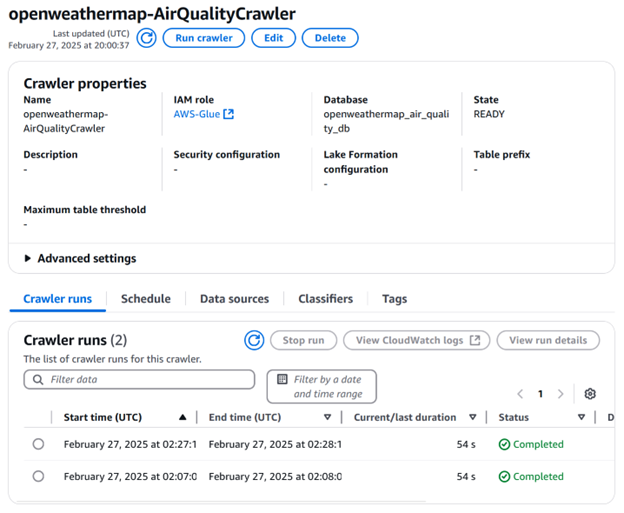 openweathermap-AirQualityCrawler
Last updated (UTC)
February 27, 2025 at 20:00:37
Run crawler
Edit
Delete
Crawler properties
Name
openweathermap-
AirQualityCrawler
IAM role
AWS-Glue
Database
openweathermap_air_quali
ty_db
State
READY
Description
-
Security configuration
-
Lake Formation
configuration
-
Table prefix
-
Maximum table threshold
-
Advanced settings
Crawler runs
Schedule
Data sources
Classifiers
Tags
Crawler runs (2)
Stop run
View CloudWatch logs
View run details
The list of crawler runs for this crawler.
Filter data
Filter by a date
and time range
1
Start time (UTC)
End time (UTC)
Current/last duration
Status
D
February 27, 2025 at 02:27:1
February 27, 2025 at 02:28:1
54 s
Completed
February 27, 2025 at 02:07:0
February 27, 2025 at 02:08:0
54 s
Completed